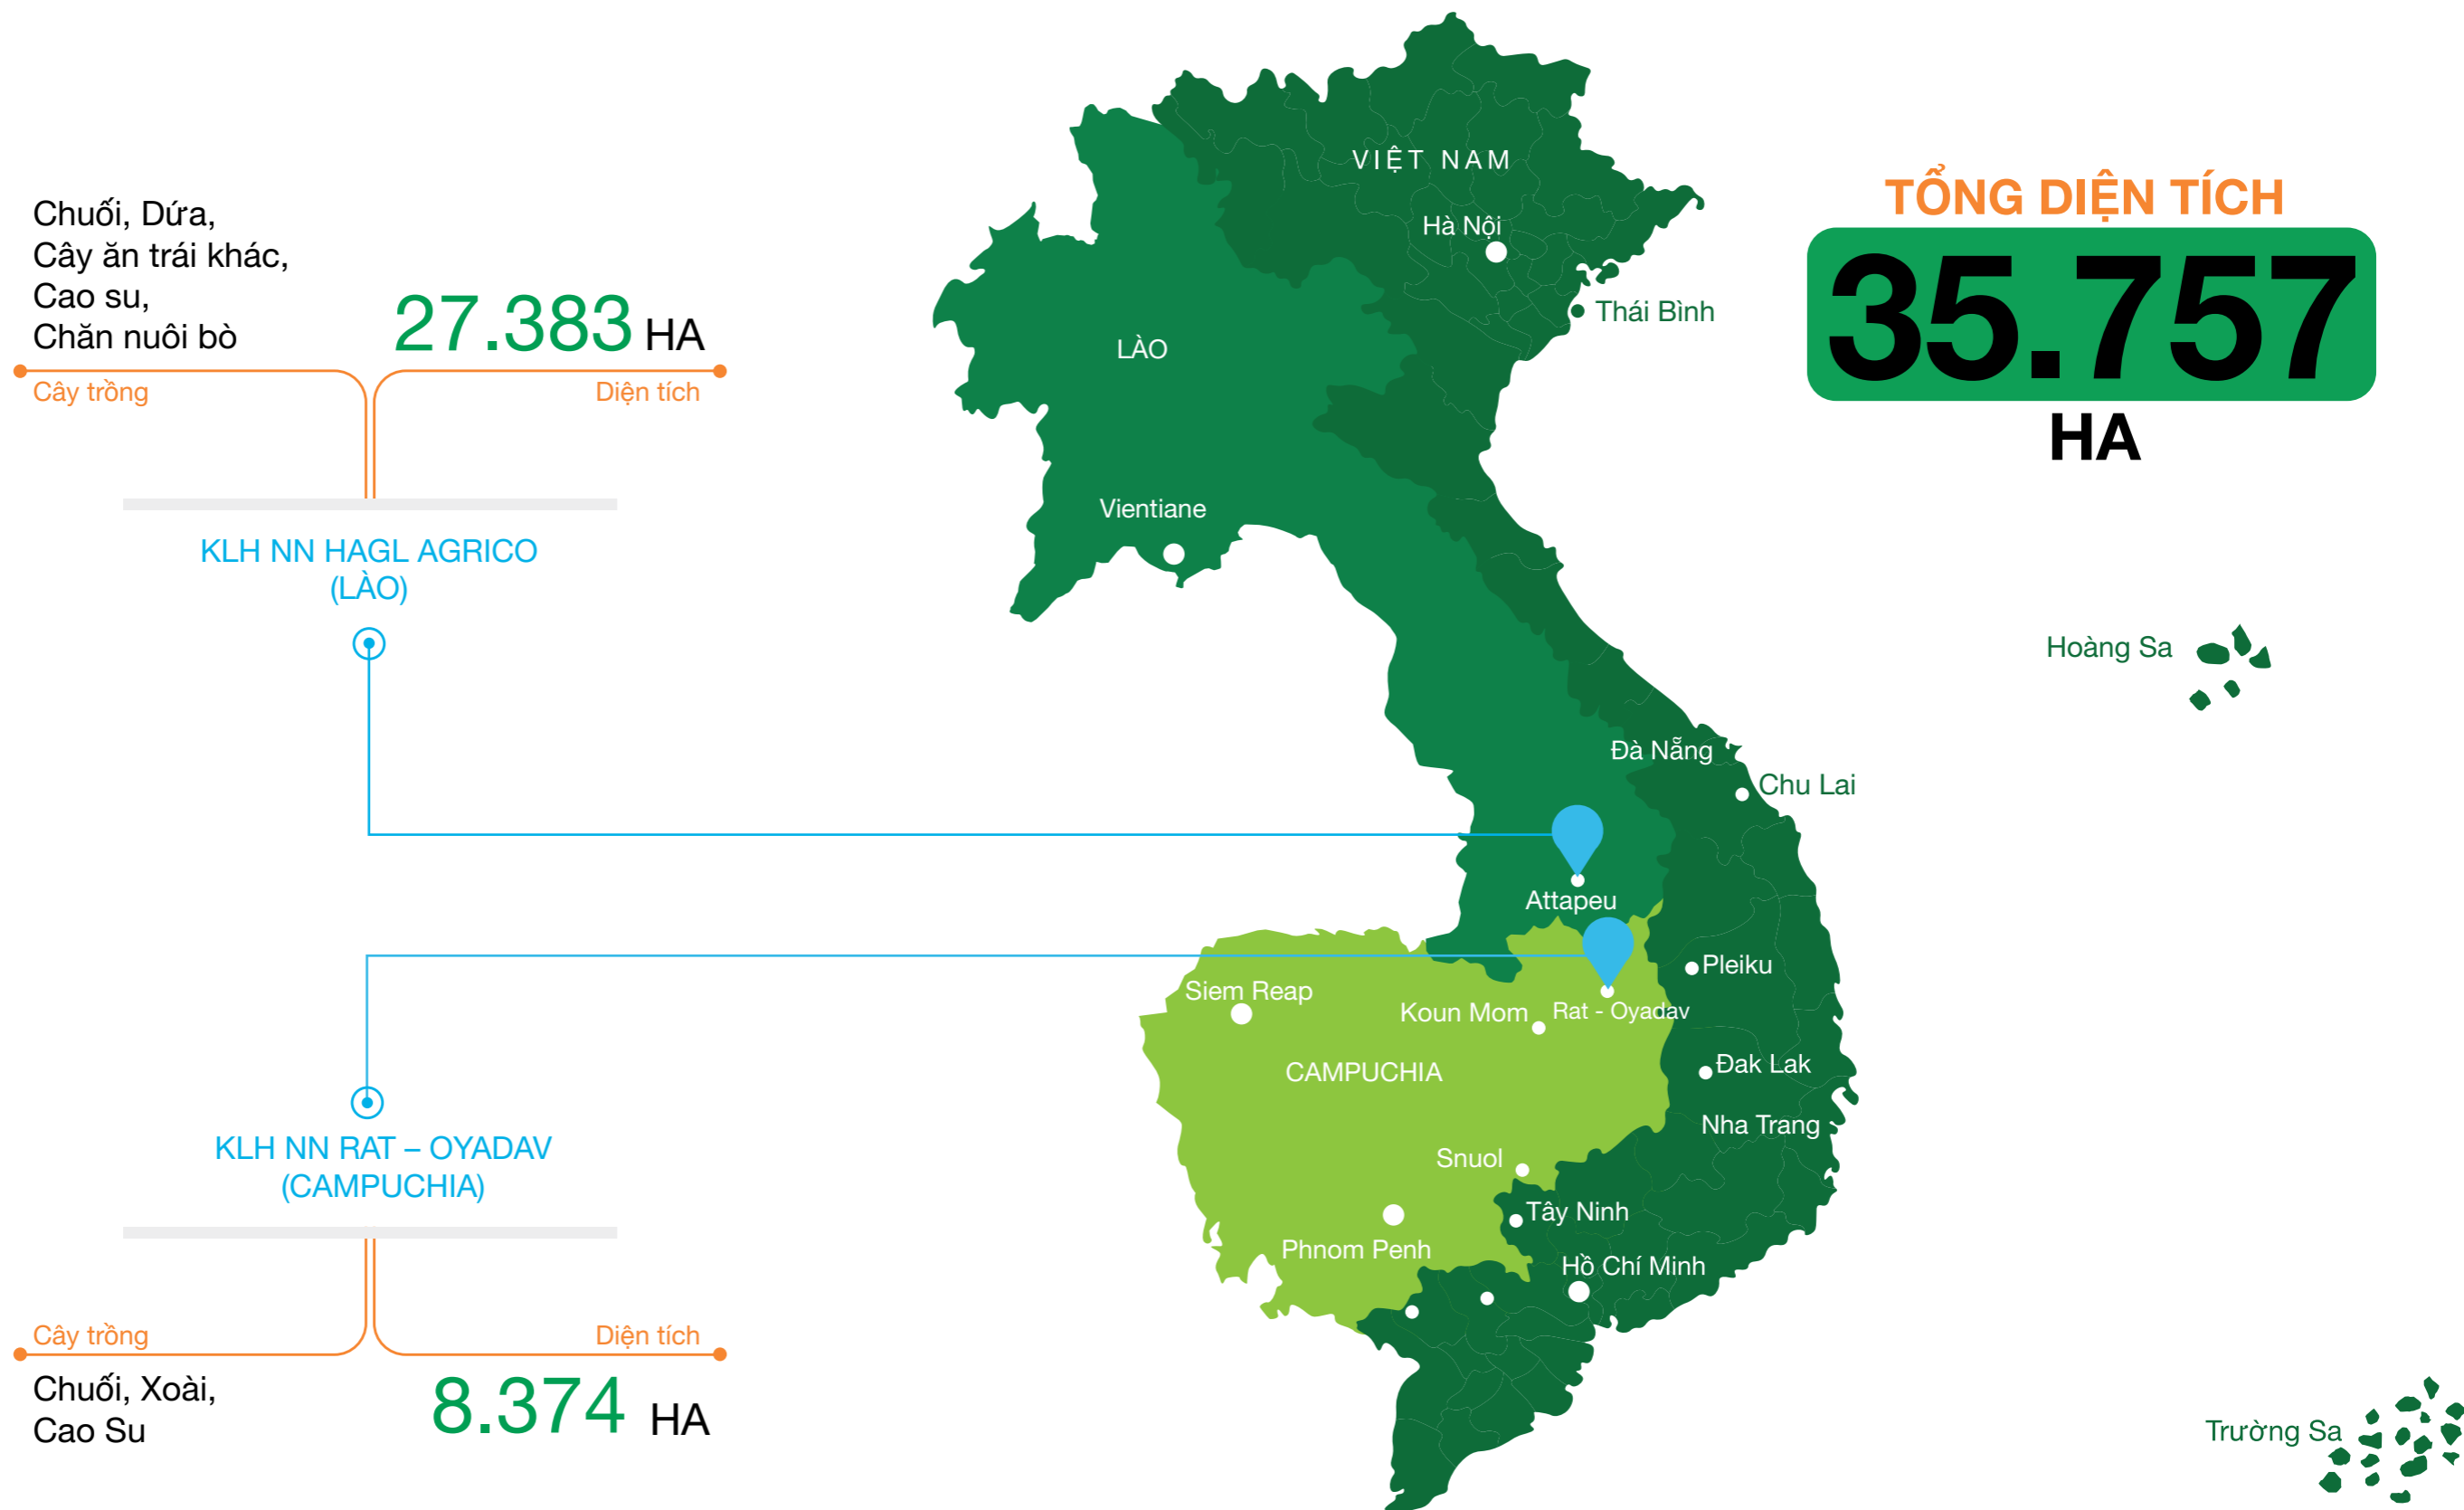 Chuối, Dứa,
Cây ăn trái khác,
Cao su,
Chăn nuôi bò
27.383 HA
Cây trồng
Diện tích
KLH NN HAGL AGRICO
(LÀO)
KLH NN RAT – OYADAV
(CAMPUCHIA)
Cây trồng
Diện tích
Chuối, Xoài,
Cao Su
8.374 HA
VIỆT NAM
Hà Nội
Thái Bình
LÀO
Vientiane
Đà Nẵng
Chu Lai
Attapeu
Pleiku
Siem Reap
Koun Mom
Rat - Oyadav
CAMPUCHIA
Đak Lak
Nha Trang
Snuol
Tây Ninh
Phnom Penh
Hồ Chí Minh
TỔNG DIỆN TÍCH
35.757
HA
Hoàng Sa
Trường Sa